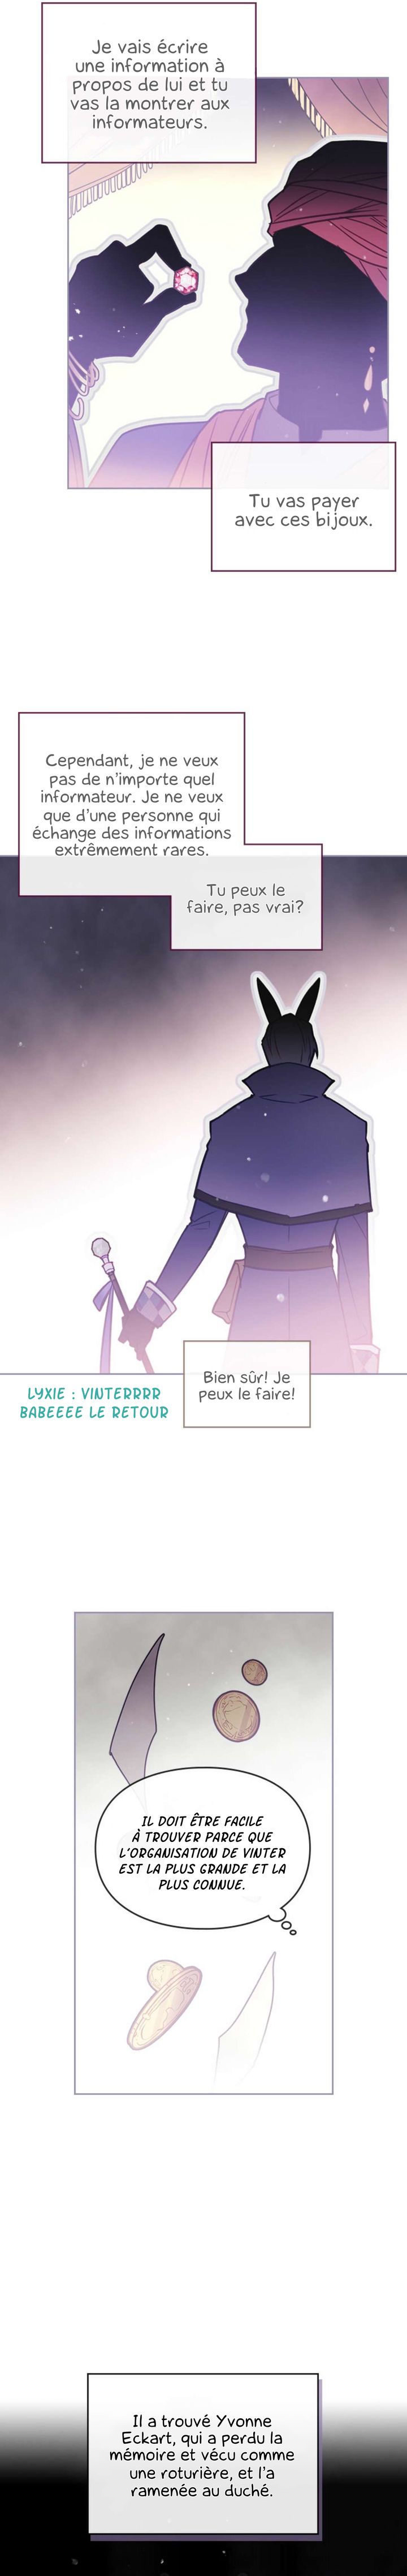 Je vais écrire
une information à
propos de lui et tu
vas la montrer aux
informateurs.
Tu vas payer
avec ces bijoux.
Cependant, je ne veux
pas de n'importe quel
informateur. Je ne veux
que d'une personne qui
échange des informations
extrêmement rares.
Tu peux le
faire, pas vrai?
Bien sûr! Je
peux le faire!
LYXIE : VINTERRRR
BABEEEE LE RETOUR
IL DOIT ÊTRE FACILE
À TROUVER PARCE QUE
L'ORGANISATION DE VINTER
EST LA PLUS GRANDE ET LA
PLUS CONNUE.
Il a trouvé Yvonne
Eckart, qui a perdu la
mémoire et vécu comme
une roturière, et l'a
ramenée au duché.